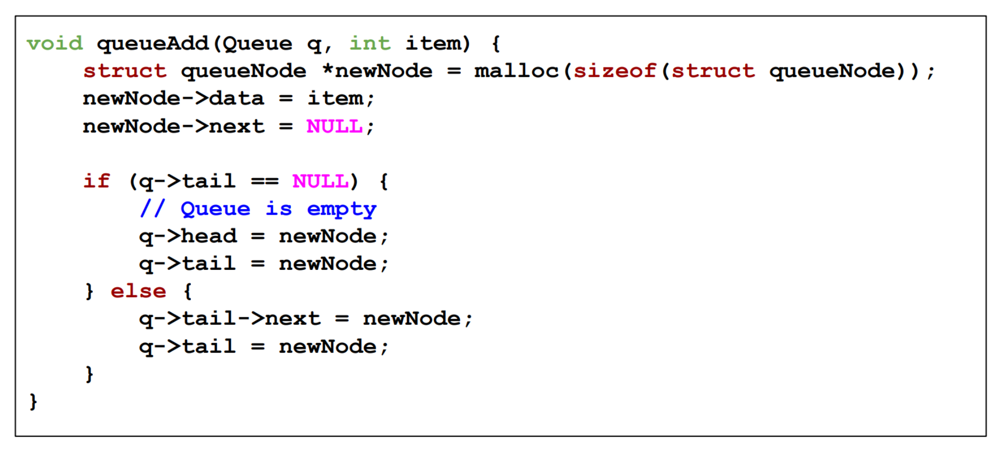 void queueAdd(Queue q, int item) {
    struct queueNode *newNode = malloc(sizeof(struct queueNode));
    newNode->data = item;
    newNode->next = NULL;

    if (q->tail == NULL) {
        // Queue is empty
        q->head = newNode;
        q->tail = newNode;
    } else {
        q->tail->next = newNode;
        q->tail = newNode;
    }
}